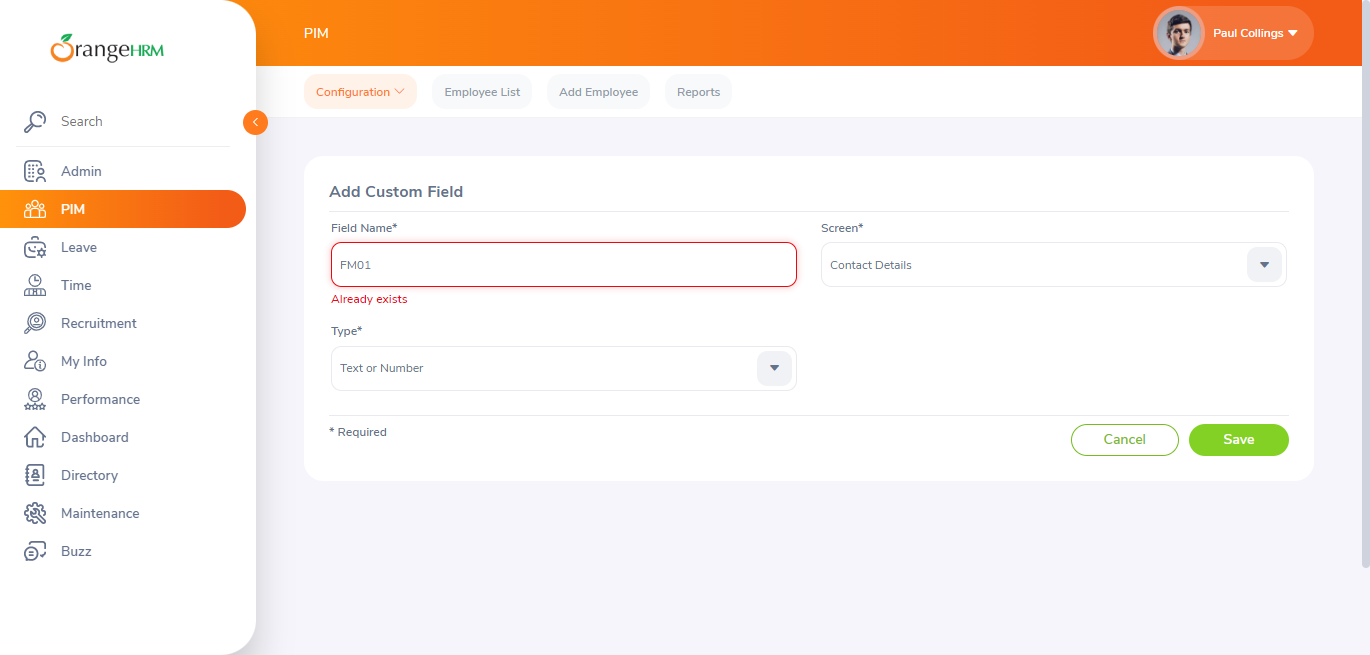 OrangeHRM
PIM
Paul Collings
Configuration
Employee List
Add Employee
Reports
Search
Admin
PIM
Leave
Time
Recruitment
My Info
Performance
Dashboard
Directory
Maintenance
Buzz
Add Custom Field
Field Name*
Screen*
FM01
Contact Details
Already exists
Type*
Text or Number
* Required
Cancel
Save